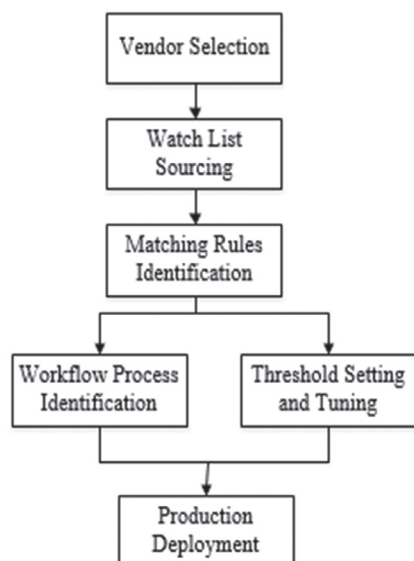 Vendor Selection
Watch List
Sourcing
Matching Rules
Identification
Workflow Process
Identification
Threshold Setting
and Tuning
Production
Deployment